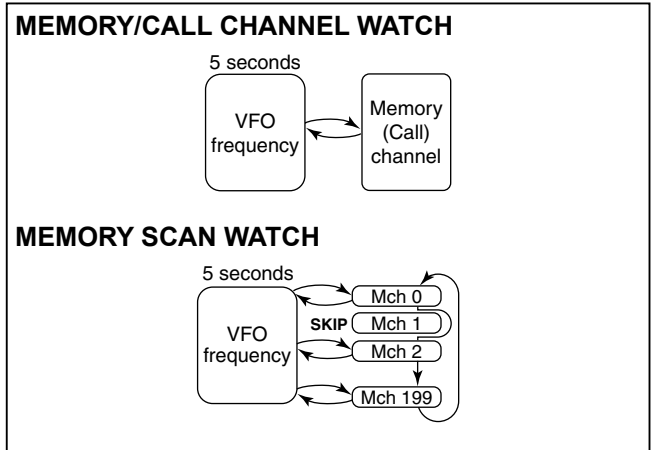 MEMORY/CALL CHANNEL WATCH
5 seconds
VFO
frequency
Memory
(Call)
channel
MEMORY SCAN WATCH
5 seconds
VFO
frequency
Mch 0
SKIP Mch 1
Mch 2
Mch 199